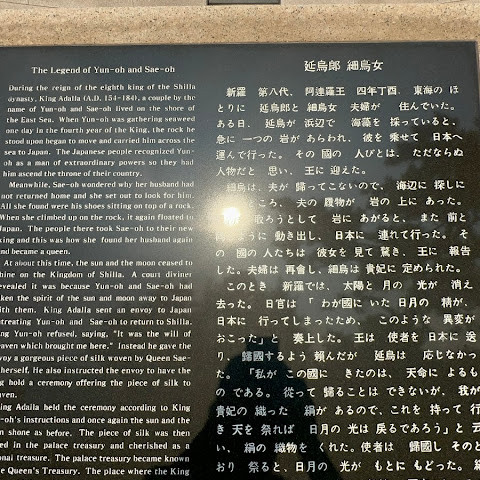 The Legend of Yun-oh and Sae-oh
During the reign of the eighth king of the Shilla
dynasty, King Adalla (A.D. 154-184), a couple by the
name of Yun-oh and Sae-oh lived on the shore of
the East Sea. When Yun-oh was gathering seaweed
one day in the fourth year of the King, the rock he
stood upon began to move and carried him across the
sea to Japan. The Japanese people recognized Yun-
oh as a man of extraordinary powers so they had
him ascend the throne of their country.
Meanwhile, Sae-oh wondered why her husband had
not returned home and she set out to look for him.
All she found were his shoes sitting on top of a rock.
When she climbed up on the rock, it again floated to
Japan. The people there took Sae-oh to their new
king and this was how she found her husband again
and became a queen.
At about this time, the sun and the moon ceased to
shine on the Kingdom of Shilla. A court diviner
revealed it was because Yun-oh and Sae-oh had
taken the spirit of the sun and moon away to Japan
with them. King Adalla sent an envoy to Japan
treating Yun-oh and Sae-oh to return to Shilla.
King Yun-oh refused, saying, "It was the will of
eaven which brought me here." Instead he gave the
voy a gorgeous piece of silk woven by Queen Sae-
herself. He also instructed the envoy to have the
g hold a ceremony offering the piece of silk to
aven.
ing Adalla held the ceremony according to King
-oh's instructions and once again the sun and the
n shone as before. The piece of silk was then
ed in the palace treasury and cherished as a
onal treasure. The palace treasury became known
e Queen's Treasury. The place where the King
延烏郎 細烏女
新羅 第八代、阿達羅王 四年丁酉、東海の ほ
とりに 延烏郎と 細烏女 夫婦が 住んでいた。
ある日、延烏が 浜辺で 海藻を 採っていると、
急に 一つの 岩が あらわれ、彼を 乗せて 日本へ
運んで行った。その 國の 人びとは、ただならぬ
人物だと 思い、王に 迎えた。
細烏は、夫が 歸ってこないので、海辺に 探しに
ところ、夫の 履物が 岩の 上に あった。
取ろうとして 岩に あがると、また 前と
ように 動き出し、日本に 連れて行った。そ
の 國の 人たちは 彼女を 見て 驚き、王に 報告
した。夫婦は 再會し、細烏は 貴妃に 定められた。
このとき 新羅では、太陽と 月の 光が 消え
去った。日官は「わが國に いた 日月の 精が、
日本に 行ってしまったため、このような 異變が
おこった」と 奏上した。王は 使者を 日本に 送
り、歸國するよう 頼んだが 延烏は 応じなかっ
た。「私が この國に きたのは、天命に よるも
の である。從って 歸ることは できないが、我が
貴妃の 織った 絹が あるので、これを 持って 行
き 天を 祭れば 日月の 光は 戻るであろう」と 云
い、絹の 織物を くれた。使者は 歸國し そのと
おり 祭ると、日月の 光が もとに もどった。